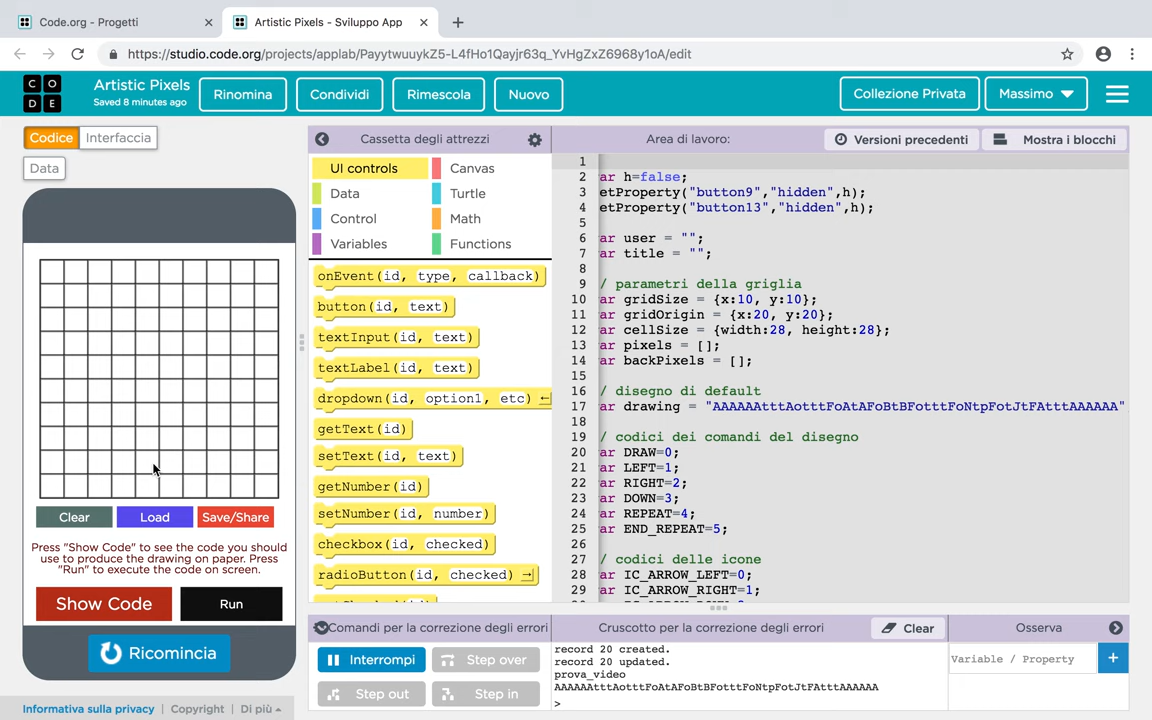 Code.org - Progetti
Artistic Pixels - Sviluppo App
https://studio.code.org/projects/applab/PayytwuuykZ5-L4fHo1Qayjr63q_YvHgZxZ6968y1oA/edit
C O
D E
Artistic Pixels
Saved 8 minutes ago
Rinomina
Condividi
Rimescola
Nuovo
Collezione Privata
Massimo
Codice
Interfaccia
Data
Clear
Load
Save/Share
Press "Show Code" to see the code you should
use to produce the drawing on paper. Press
"Run" to execute the code on screen.
Show Code
Run
Ricomincia
Informativa sulla privacy | Copyright | Di più
Cassetta degli attrezzi
UI controls
Canvas
Data
Turtle
Control
Math
Variables
Functions
onEvent(id, type, callback)
button(id, text)
textInput(id, text)
textLabel(id, text)
dropdown(id, option1, etc)
getText(id)
setText(id, text)
getNumber(id)
setNumber(id, number)
checkbox(id, checked)
radioButton(id, checked)
Area di lavoro:
Versioni precedenti
Mostra i blocchi
1
2 ar h=false;
3 etProperty("button9","hidden",h);
4 etProperty("button13","hidden",h);
5
6 ar user = "";
7 ar title = "";
8
9 / parametri della griglia
10 ar gridSize = {x:10, y:10};
11 ar gridOrigin = {x:20, y:20};
12 ar cellSize = {width:28, height:28};
13 ar pixels = [];
14 ar backPixels = [];
15
16 / disegno di default
17 ar drawing = "AAAAAAtttAotttFoAtAFoBtBFotttFoNtpFotJtFAtttAAAAAA"
18
19 / codici dei comandi del disegno
20 ar DRAW=0;
21 ar LEFT=1;
22 ar RIGHT=2;
23 ar DOWN=3;
24 ar REPEAT=4;
25 ar END_REPEAT=5;
26
27 / codici delle icone
28 ar IC_ARROW_LEFT=0;
29 ar IC_ARROW_RIGHT=1;
Comandi per la correzione degli errori
Interrompi
Step over
Step out
Step in
Cruscotto per la correzione degli errori
Clear
record 20 created.
record 20 updated.
prova_video
AAAAAAtttAotttFoAtAFoBtBFotttFoNtpFotJtFAtttAAAAAA
>
Osserva
Variable / Property
+